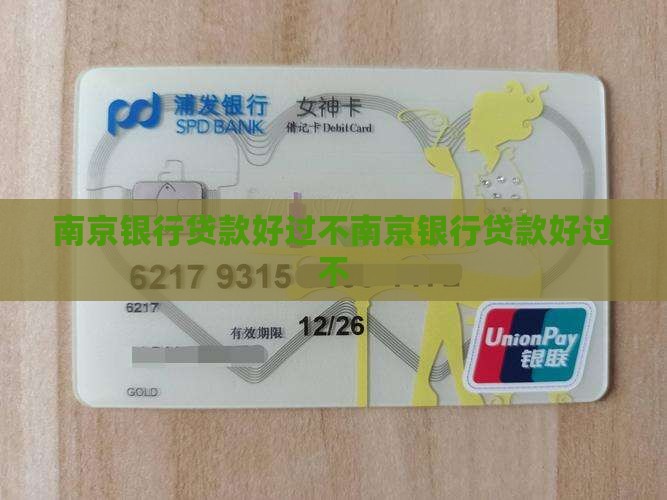 浦发银行
SPD BANK
女神卡
借记卡 Debit Card
南京银行贷款好过不南京银行贷款好过
不
6217 9315
6217
有效期限 12/26
UnionPay
银联
GOLD